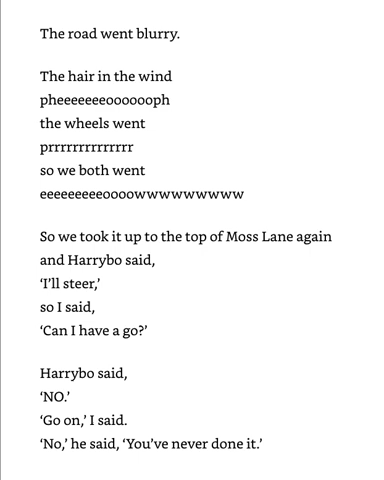 The road went blurry.
The hair in the wind
pheeeeeeeooooooph
the wheels went
prrrrrrrrrrrrrr
so we both went
eeeeeeeeeoooowwwwwwwwww
So we took it up to the top of Moss Lane again
and Harrybo said,
‘I’ll steer,’
so I said,
‘Can I have a go?’
Harrybo said,
‘NO.’
‘Go on,’ I said.
‘No,’ he said, ‘You’ve never done it.’